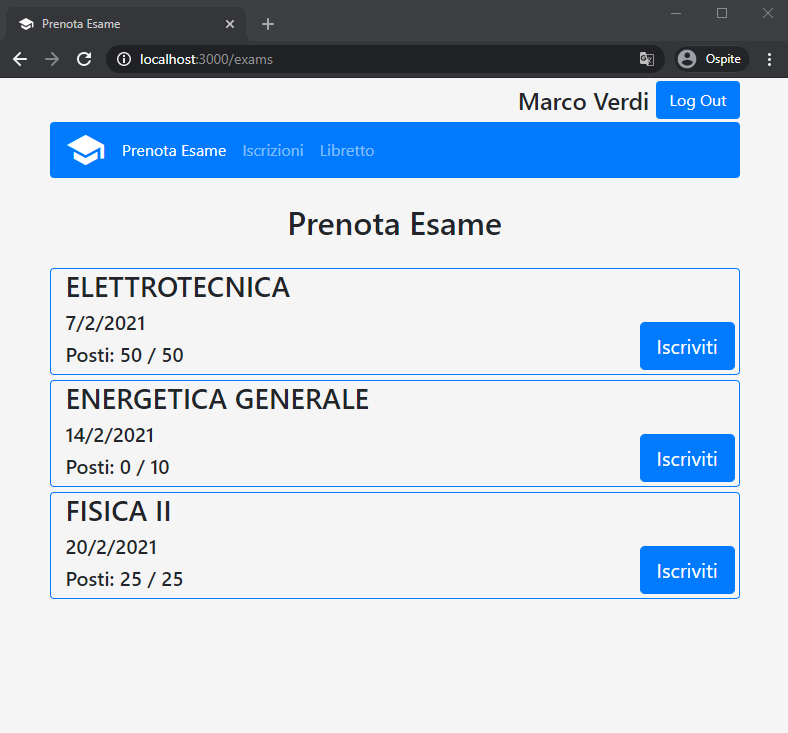 Prenota Esame
localhost:3000/exams
Ospite
Marco Verdi Log Out
Prenota Esame Iscrizioni Libretto
Prenota Esame
ELETTROTECNICA
7/2/2021
Posti: 50 / 50
Iscriviti
ENERGETICA GENERALE
14/2/2021
Posti: 0 / 10
Iscriviti
FISICA II
20/2/2021
Posti: 25 / 25
Iscriviti